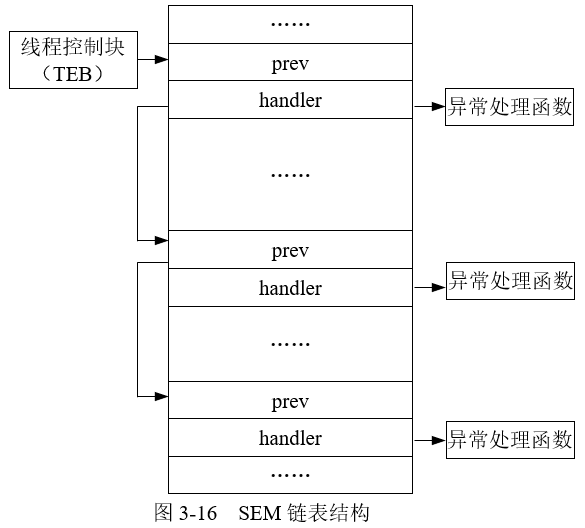 ……
线程控制块
（TEB）
prev
handler
异常处理函数
……
prev
handler
异常处理函数
……
prev
handler
异常处理函数
……
图 3-16 SEM 链表结构